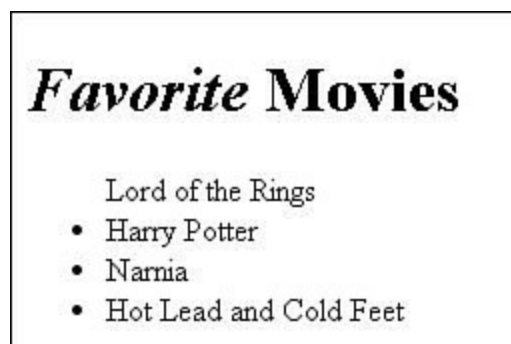 Favorite Movies
Lord of the Rings
• Harry Potter
• Narnia
• Hot Lead and Cold Feet